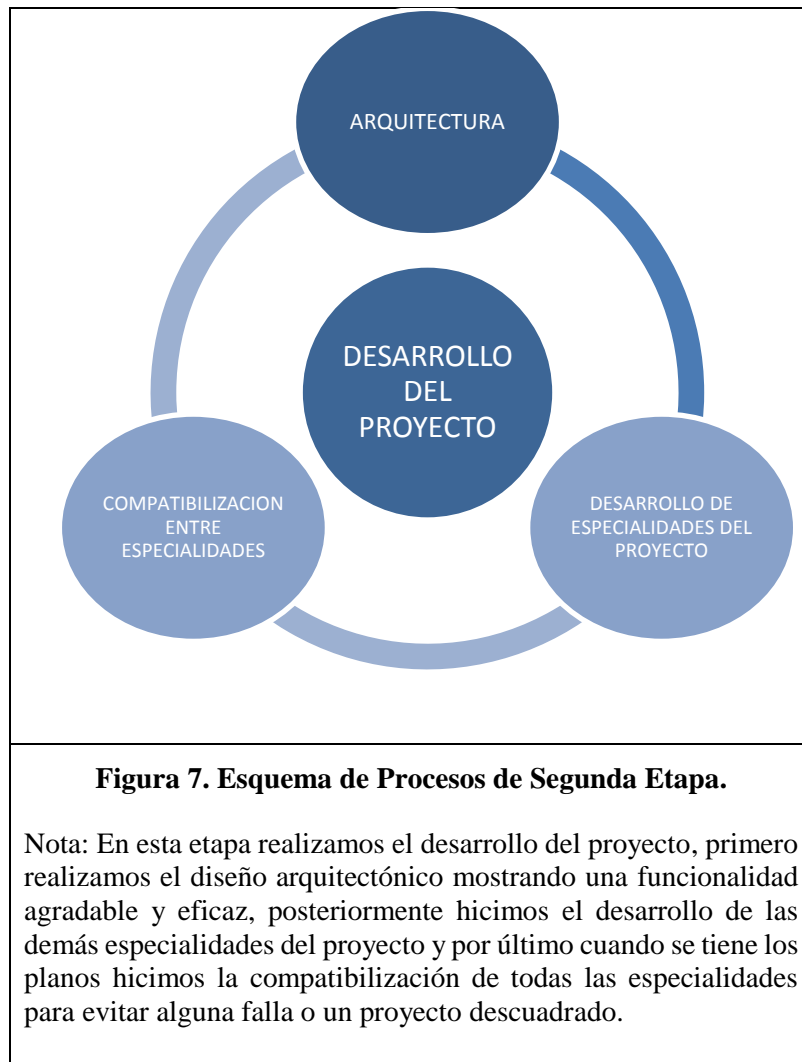 ARQUITECTURA
DESARROLLO
DEL
PROYECTO
COMPATIBILIZACION
ENTRE
ESPECIALIDADES
DESARROLLO DE
ESPECIALIDADES DEL
PROYECTO
Figura 7. Esquema de Procesos de Segunda Etapa.
Nota: En esta etapa realizamos el desarrollo del proyecto, primero
realizamos el diseño arquitectónico mostrando una funcionalidad
agradable y eficaz, posteriormente hicimos el desarrollo de las
demás especialidades del proyecto y por último cuando se tiene los
planos hicimos la compatibilización de todas las especialidades
para evitar alguna falla o un proyecto descuadrado.